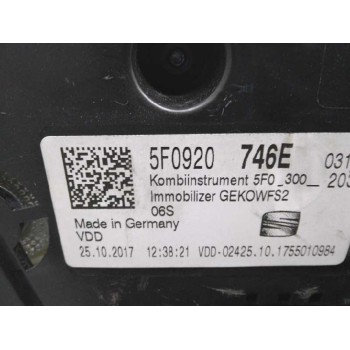 5F0920 746E 031
Kombiinstrument 5F0_300__ 203
Immobilizer GEKOWFS2
06S
Made in Germany
VDD
25.10.2017 12:38:21 VDD-02425.10.1755010984